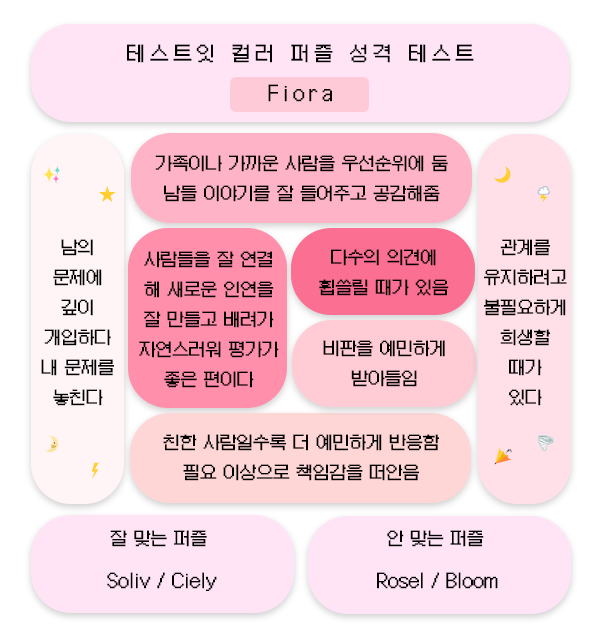 테스트잇 컬러 퍼즐 성격 테스트
Fiora
가족이나 가까운 사람을 우선순위에 둠
남들 이야기를 잘 들어주고 공감해줌
남의
문제에
깊이
개입하다
내 문제를
놓친다
사람들을 잘 연결
해 새로운 인연을
잘 만들고 배려가
자연스러워 평가가
좋은 편이다
다수의 의견에
휩쓸릴 때가 있음
비판을 예민하게
받아들임
관계를
유지하려고
불필요하게
희생할
때가
있다
친한 사람일수록 더 예민하게 반응함
필요 이상으로 책임감을 떠안음
잘 맞는 퍼즐
Soliv / Ciely
안 맞는 퍼즐
Rosel / Bloom